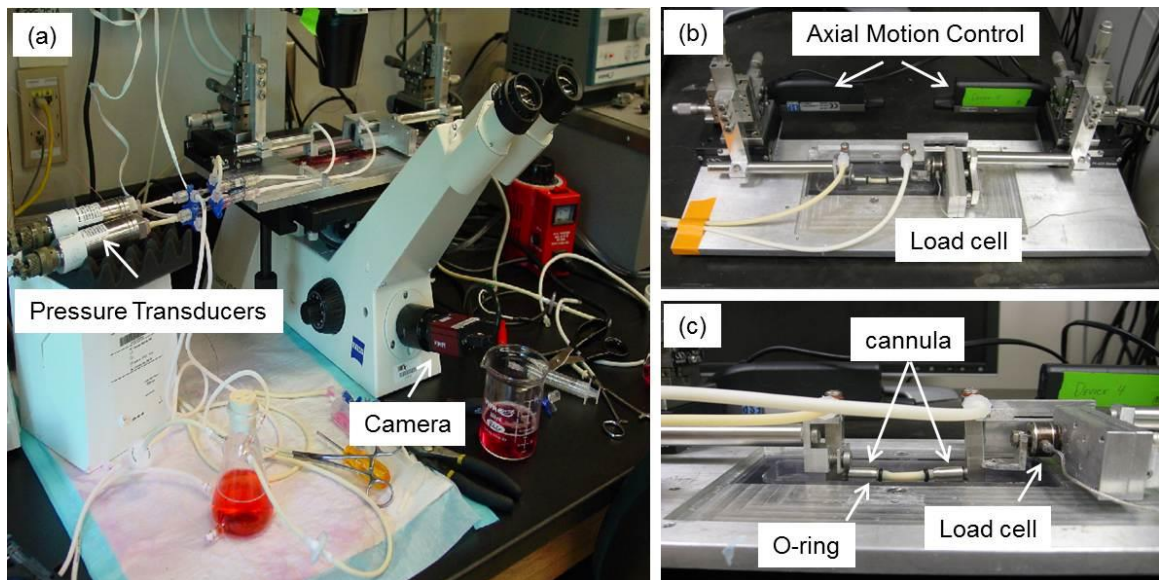 (a)
Pressure Transducers
Camera
(b)
Axial Motion Control
Load cell
(c)
cannula
O-ring
Load cell